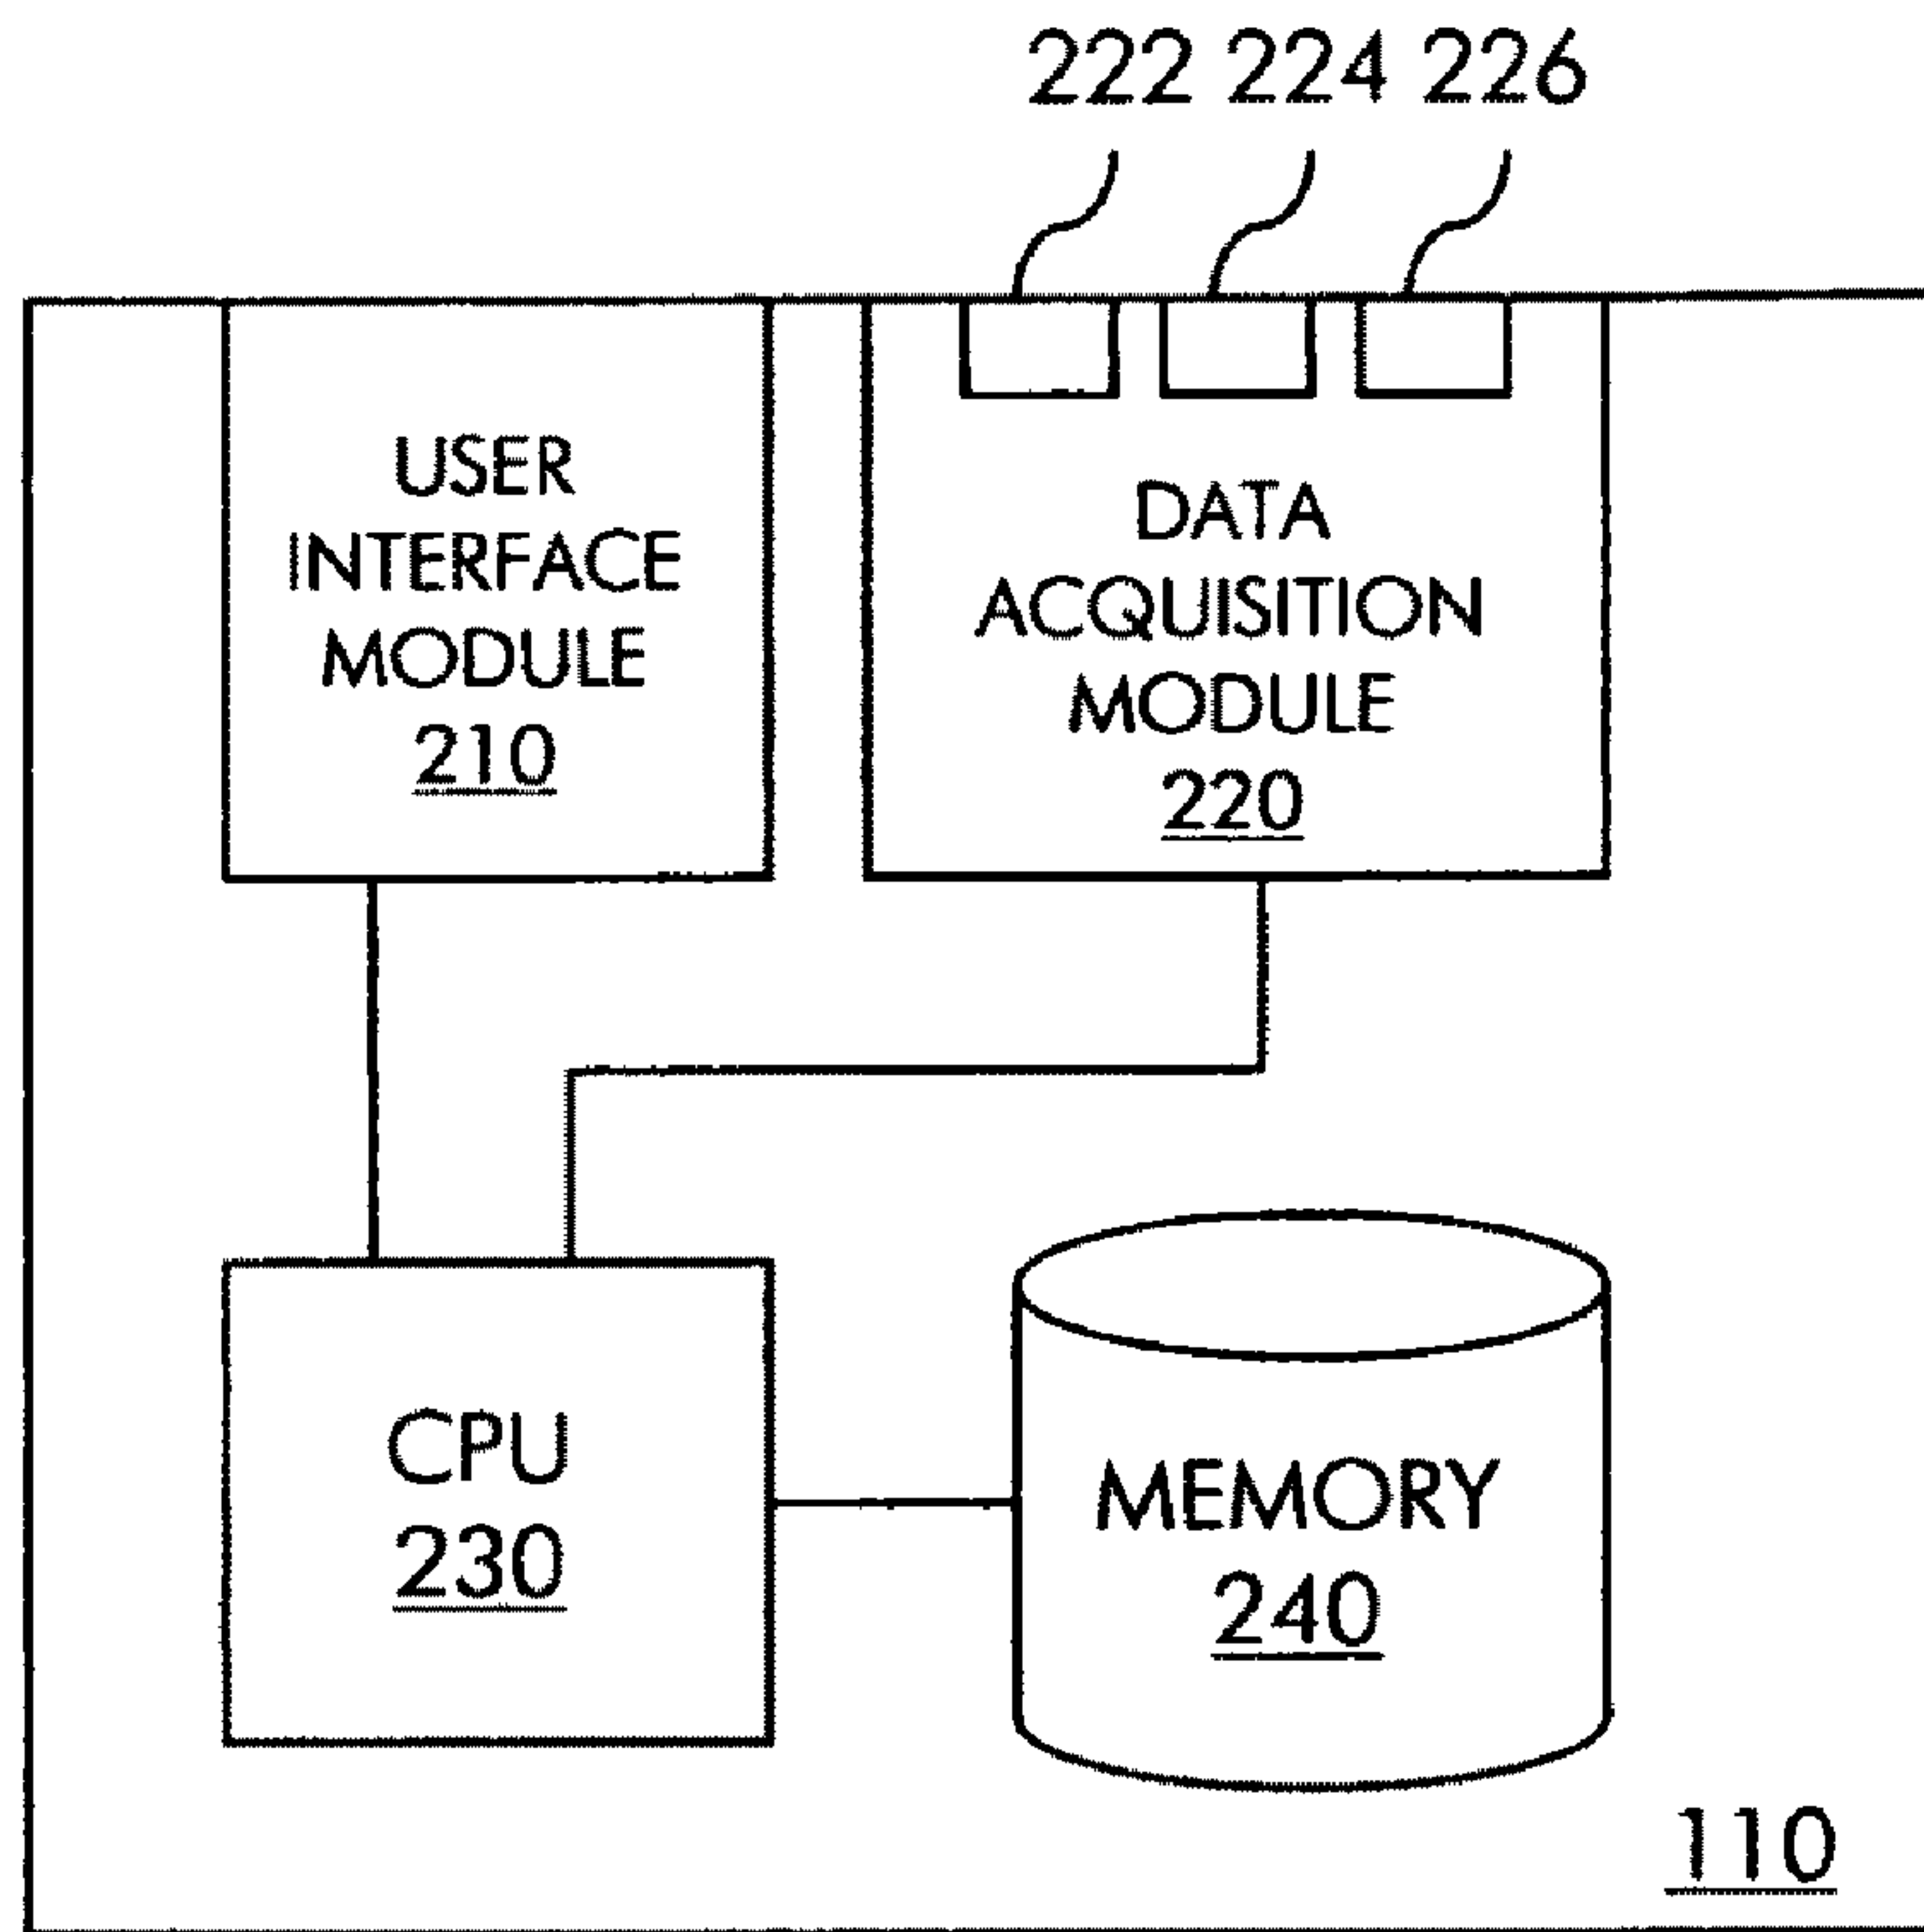 222 224 226
USER
INTERFACE
MODULE
210
DATA
ACQUISITION
MODULE
220
CPU
230
MEMORY
240
110